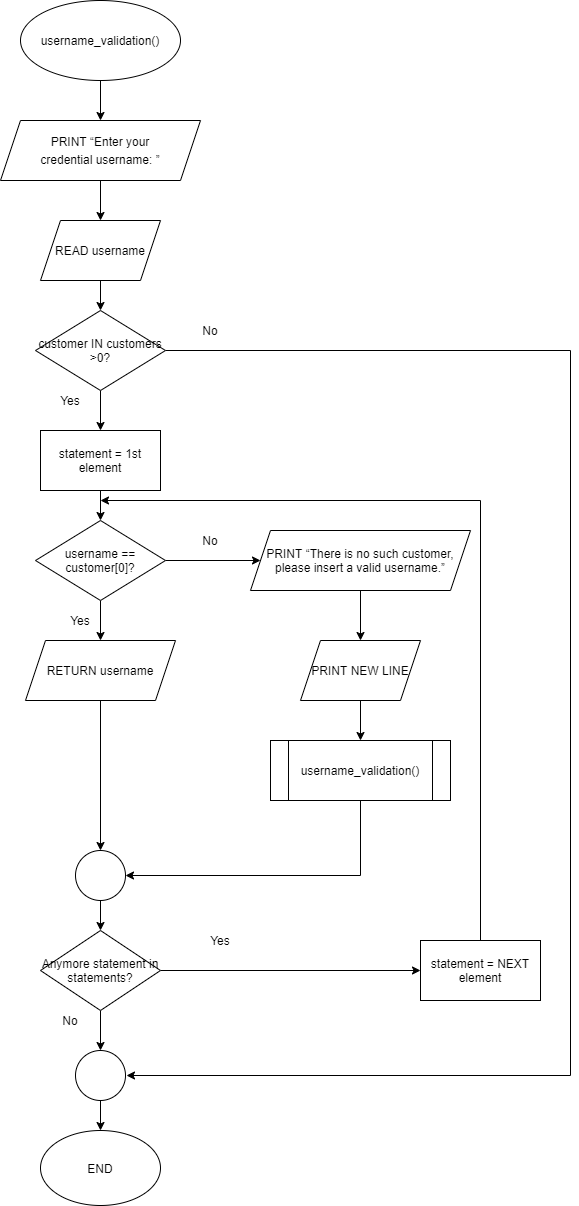 username_validation()
PRINT “Enter your
credential username: ”
READ username
customer IN customers
>0?
No
Yes
statement = 1st
element
username ==
customer[0]?
No
PRINT “There is no such customer,
please insert a valid username.”
Yes
RETURN username
PRINT NEW LINE
username_validation()
Anymore statement in
statements?
Yes
statement = NEXT
element
No
END